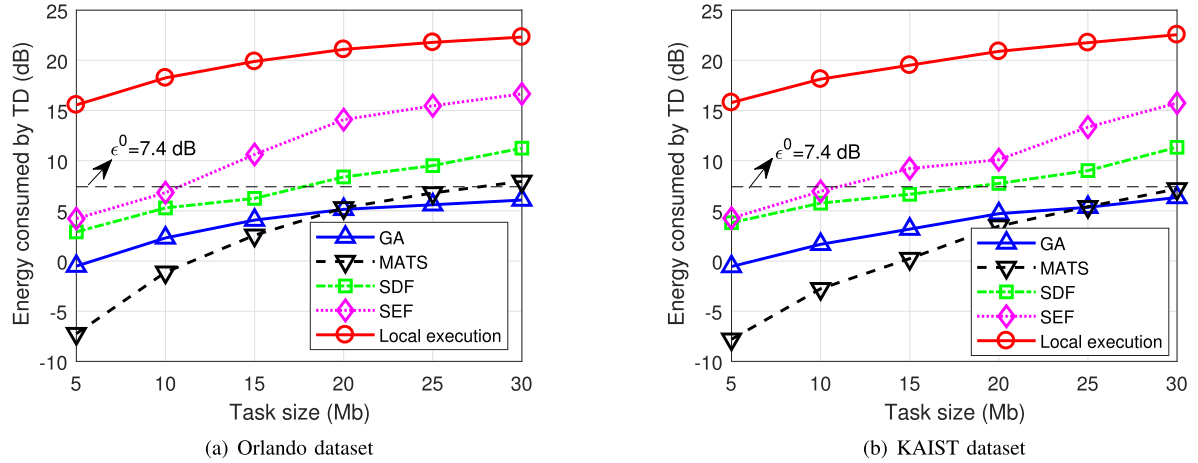 25
20
15
10
5
0
-5
-10
Energy consumed by TD (dB)
ϵ⁰=7.4 dB
GA
MATS
SDF
SEF
Local execution
5 10 15 20 25 30
Task size (Mb)
(a) Orlando dataset
25
20
15
10
5
0
-5
-10
Energy consumed by TD (dB)
ϵ⁰=7.4 dB
GA
MATS
SDF
SEF
Local execution
5 10 15 20 25 30
Task size (Mb)
(b) KAIST dataset